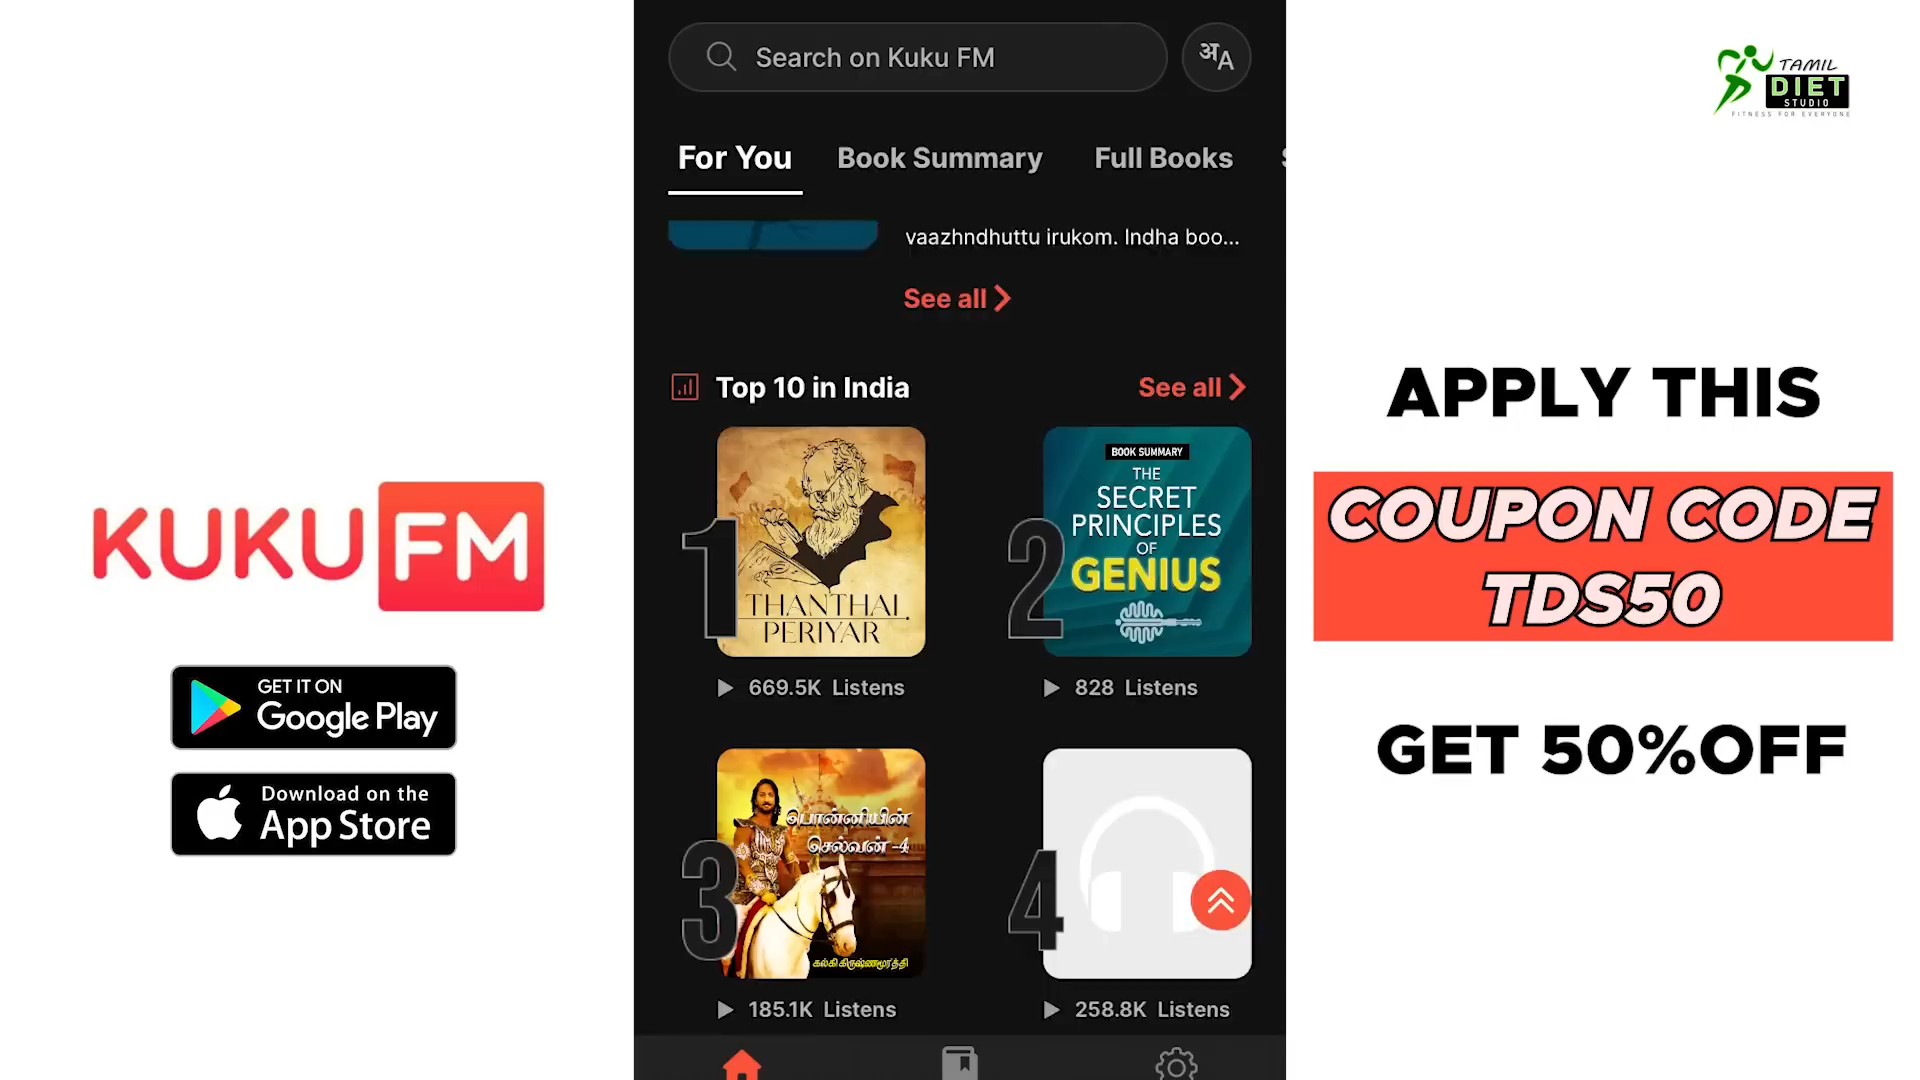 Search on Kuku FM
अA
TAMIL
DIET
STUDIO
FITNESS FOR EVERYONE
For You
Book Summary
Full Books
vaazhndhuttu irukom. Indha boo...
See all
Top 10 in India
See all
1
THANTHAI
PERIYAR
669.5K Listens
2
BOOK SUMMARY
THE
SECRET
PRINCIPLES
OF
GENIUS
828 Listens
3
பொன்னியின்
செல்வன் -4
கல்கி கிருஷ்ணமூர்த்தி
185.1K Listens
4
258.8K Listens
KUKU FM
GET IT ON
Google Play
Download on the
App Store
APPLY THIS
COUPON CODE
TDS50
GET 50%OFF